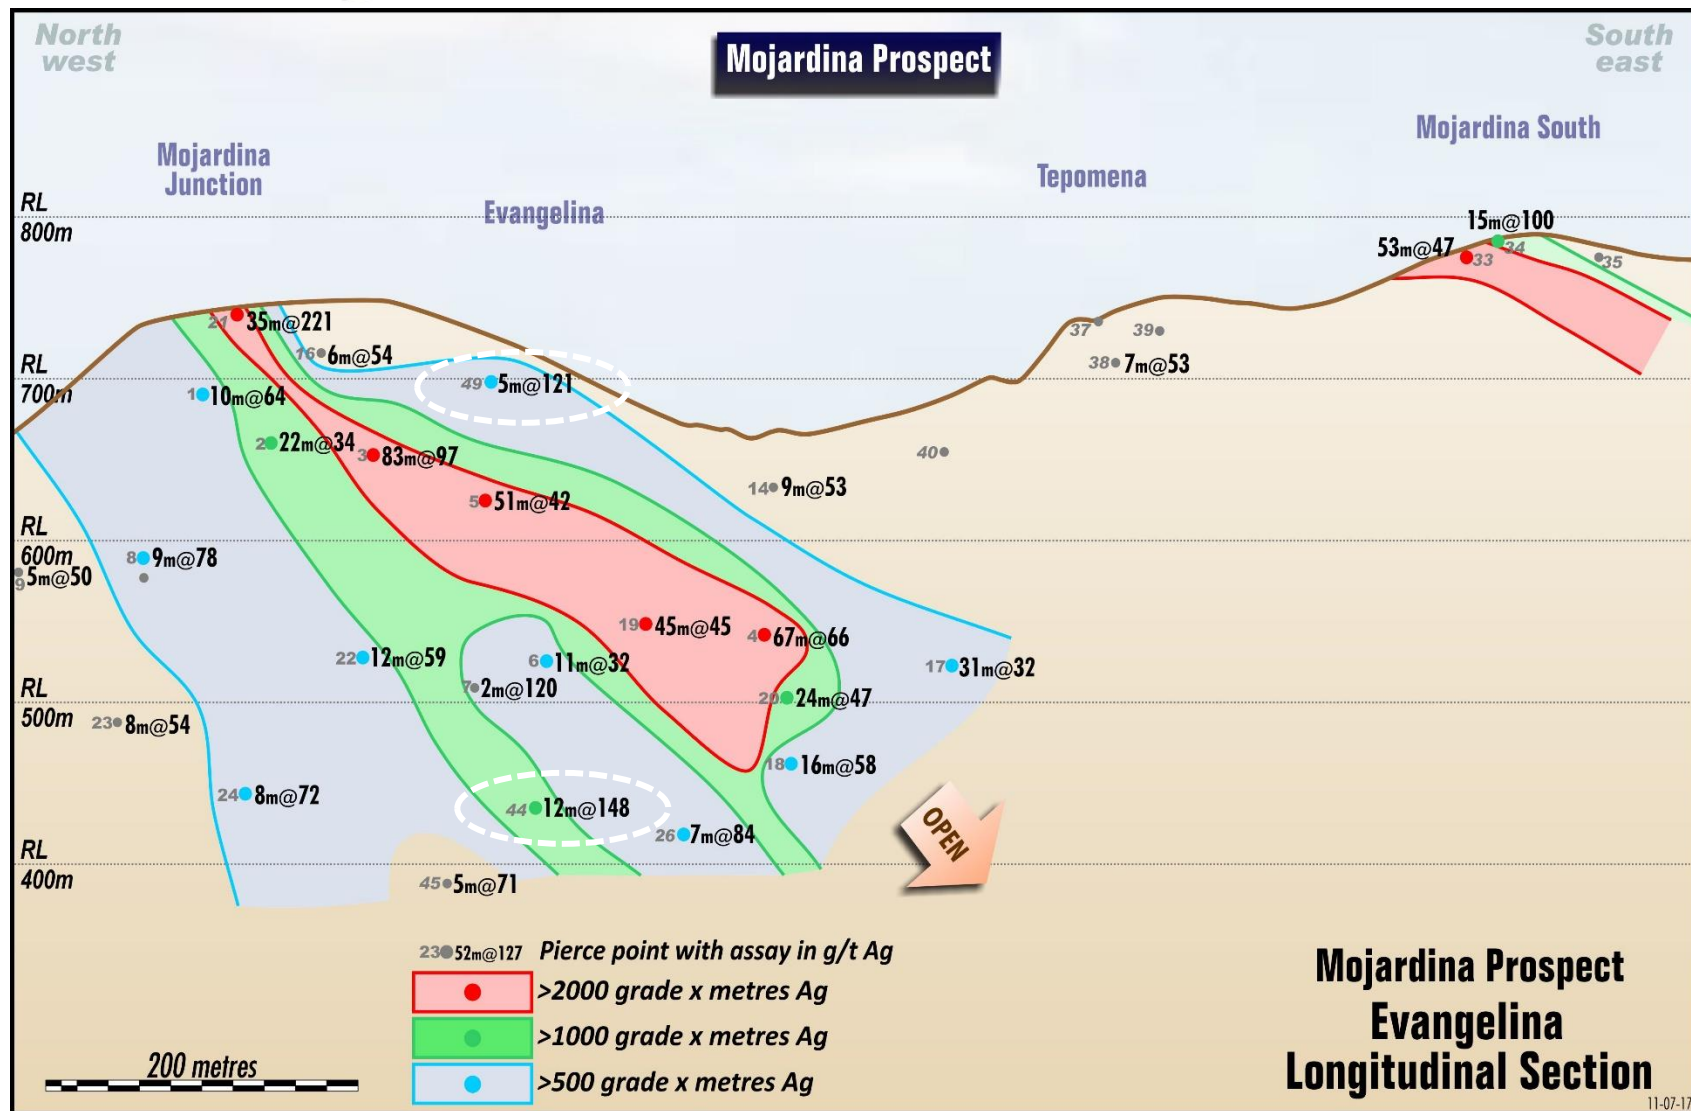 North
west
Mojardina Prospect
South
east
Mojardina South
Mojardina
Junction
Tepomena
Evangelina
RL
800m
15m@100
34
53m@47
33
35
21
35m@221
16
6m@54
37
39
38
7m@53
RL
700m
49
5m@121
1
10m@64
2
22m@34
3
83m@97
40
14
9m@53
5
51m@42
RL
600m
8
9m@78
9
5m@50
19
45m@45
4
67m@66
22
12m@59
6
11m@32
17
31m@32
7
2m@120
20
24m@47
RL
500m
23
8m@54
18
16m@58
24
8m@72
44
12m@148
26
7m@84
OPEN
RL
400m
45
5m@71
23 52m@127 Pierce point with assay in g/t Ag
>2000 grade x metres Ag
>1000 grade x metres Ag
>500 grade x metres Ag
200 metres
Mojardina Prospect
Evangelina
Longitudinal Section
11-07-17